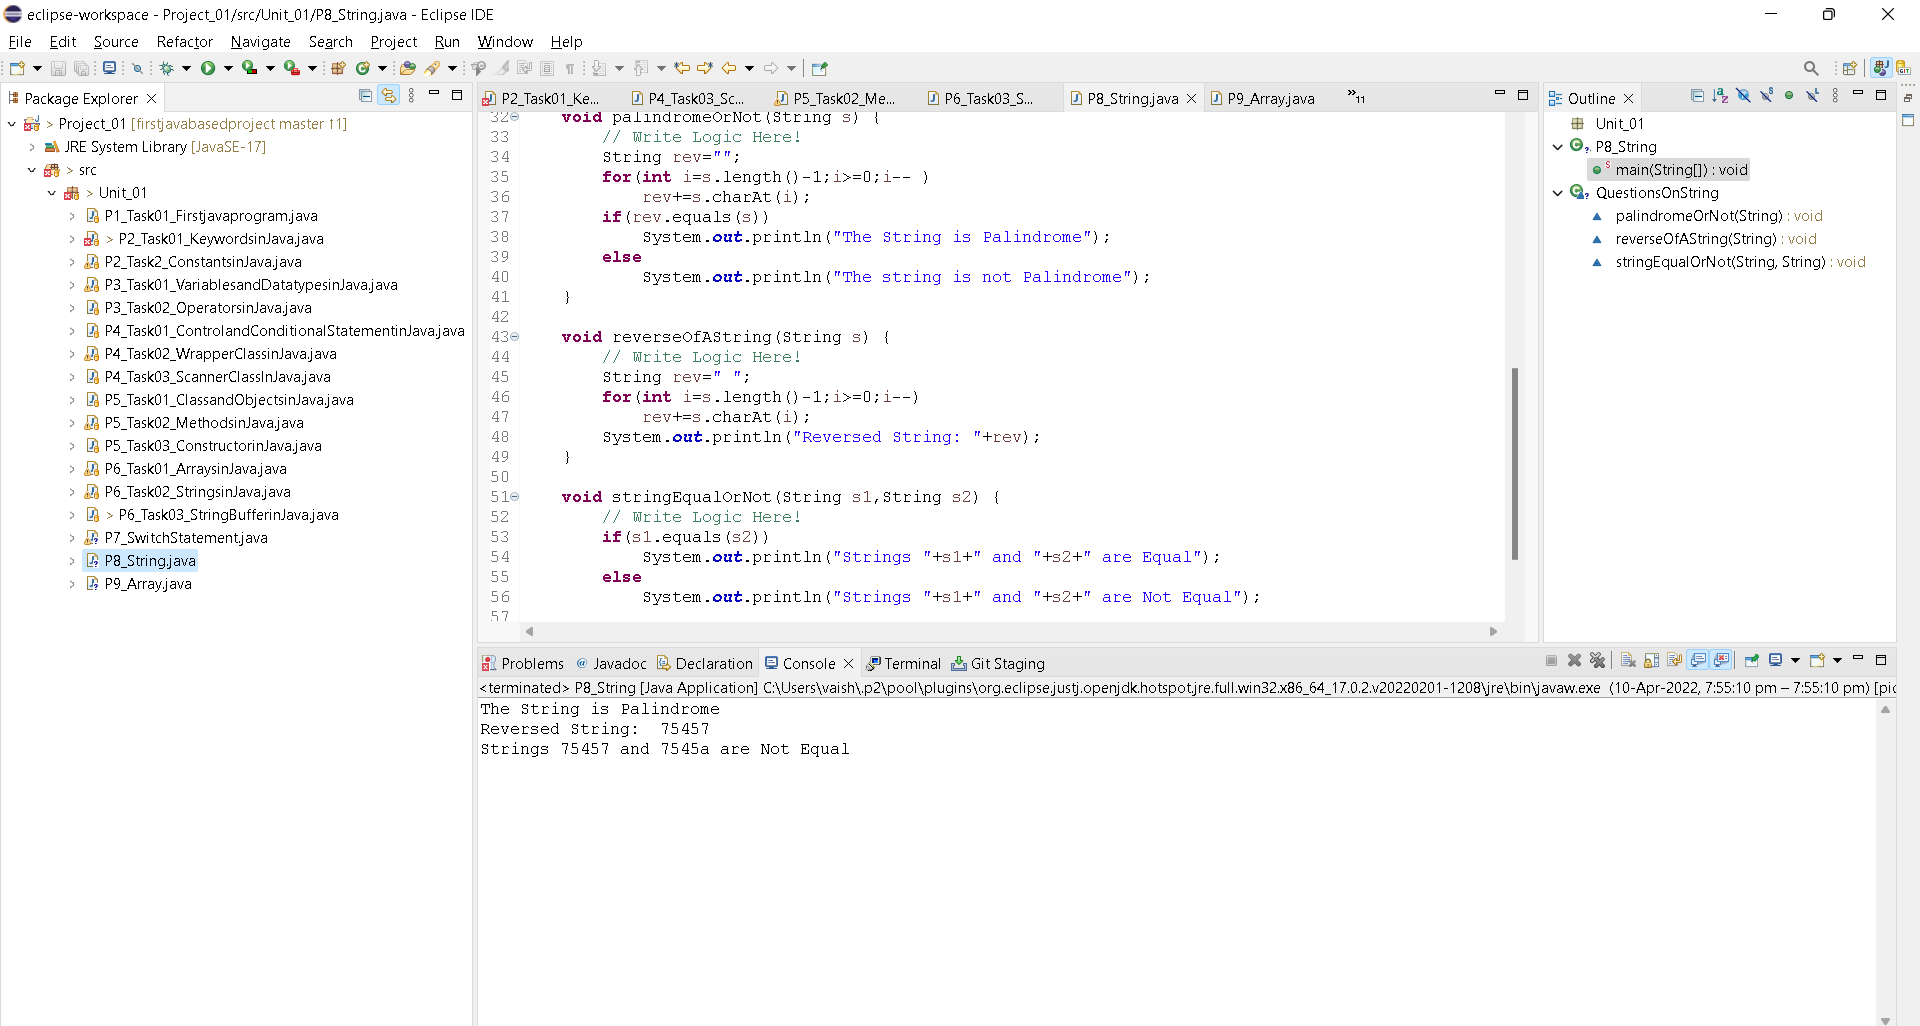 eclipse-workspace - Project_01/src/Unit_01/P8_String.java - Eclipse IDE
File Edit Source Refactor Navigate Search Project Run Window Help
Package Explorer
Project_01 [firstjavabasedproject master ↑1]
JRE System Library [JavaSE-17]
src
Unit_01
P1_Task01_Firstjavaprogram.java
P2_Task01_KeywordsinJava.java
P2_Task2_ConstantsinJava.java
P3_Task01_VariablesandDatatypesinJava.java
P3_Task02_OperatorsinJava.java
P4_Task01_ControlandConditionalStatementinJava.java
P4_Task02_WrapperClassinJava.java
P4_Task03_ScannerClassInJava.java
P5_Task01_ClassandObjectsinJava.java
P5_Task02_MethodsinJava.java
P5_Task03_ConstructorinJava.java
P6_Task01_ArraysinJava.java
P6_Task02_StringsinJava.java
P6_Task03_StringBufferinJava.java
P7_SwitchStatement.java
P8_String.java
P9_Array.java
P2_Task01_Ke... P4_Task03_Sc... P5_Task02_Me... P6_Task03_S... P8_String.java P9_Array.java »11
32 void palindromeOrNot(String s) {
33 // Write Logic Here!
34 String rev="";
35 for(int i=s.length()-1;i>=0;i-- )
36 rev+=s.charAt(i);
37 if(rev.equals(s))
38 System.out.println("The String is Palindrome");
39 else
40 System.out.println("The string is not Palindrome");
41 }
42
43 void reverseOfAString(String s) {
44 // Write Logic Here!
45 String rev=" ";
46 for(int i=s.length()-1;i>=0;i--)
47 rev+=s.charAt(i);
48 System.out.println("Reversed String: "+rev);
49 }
50
51 void stringEqualOrNot(String s1,String s2) {
52 // Write Logic Here!
53 if(s1.equals(s2))
54 System.out.println("Strings "+s1+" and "+s2+" are Equal");
55 else
56 System.out.println("Strings "+s1+" and "+s2+" are Not Equal");
57
Outline
Unit_01
P8_String
main(String[]) : void
QuestionsOnString
palindromeOrNot(String) : void
reverseOfAString(String) : void
stringEqualOrNot(String, String) : void
Problems @ Javadoc Declaration Console Terminal Git Staging
<terminated> P8_String [Java Application] C:\Users\vaish\.p2\pool\plugins\org.eclipse.justj.openjdk.hotspot.jre.full.win32.x86_64_17.0.2.v20220201-1208\jre\bin\javaw.exe (10-Apr-2022, 7:55:10 pm – 7:55:10 pm) [pid
The String is Palindrome
Reversed String:  75457
Strings 75457 and 7545a are Not Equal